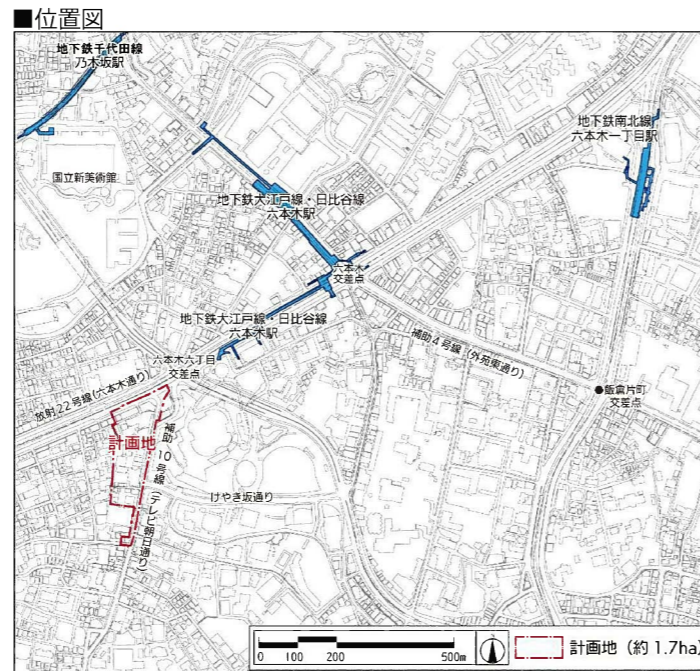 ■位置図
地下鉄千代田線
乃木坂駅
地下鉄南北線
六本木一丁目駅
国立新美術館
地下鉄大江戸線・日比谷線
六本木駅
六本木
交差点
地下鉄大江戸線・日比谷線
六本木駅
補助4号線(外苑東通り)
六本木六丁目
交差点
●飯倉片町
交差点
放射22号線(六本木通り)
計画地
補助10号線(テレビ朝日通り)
けやき坂通り
0 100 200 500m
計画地(約1.7ha)